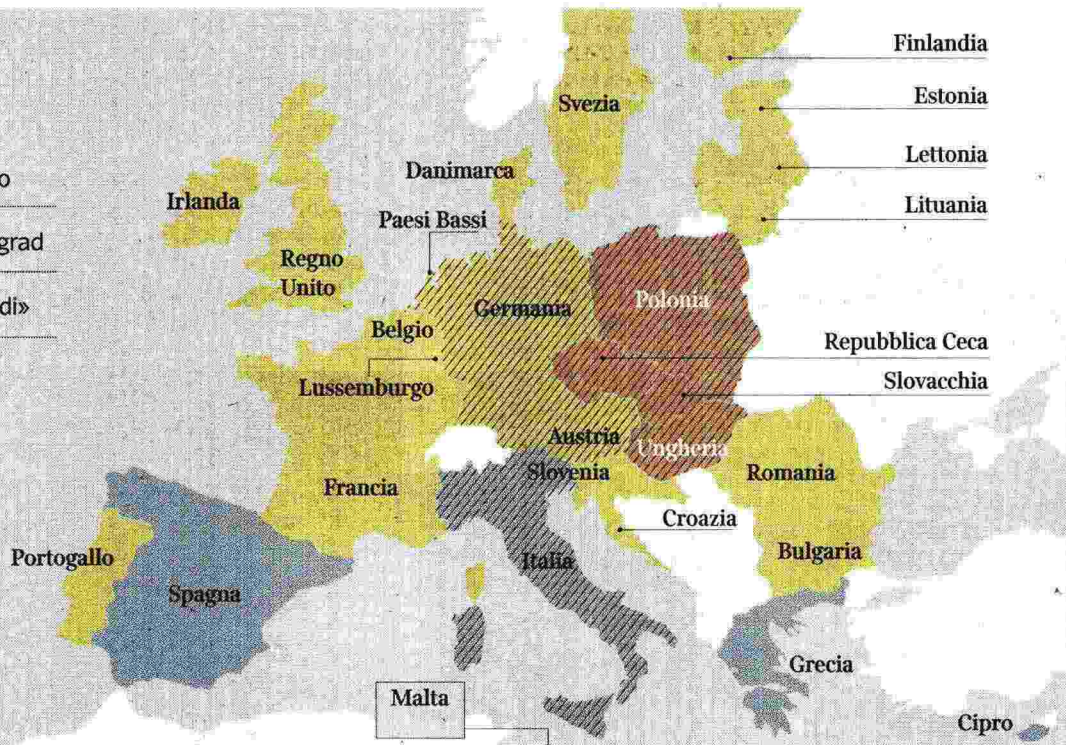 o
grad
di»
Finlandia
Estonia
Lettonia
Lituania
Svezia
Danimarca
Irlanda
Paesi Bassi
Regno
Unito
Germania
Polonia
Belgio
Repubblica Ceca
Lussemburgo
Slovacchia
Austria
Ungheria
Slovenia
Romania
Francia
Croazia
Portogallo
Italia
Bulgaria
Spagna
Grecia
Malta
Cipro